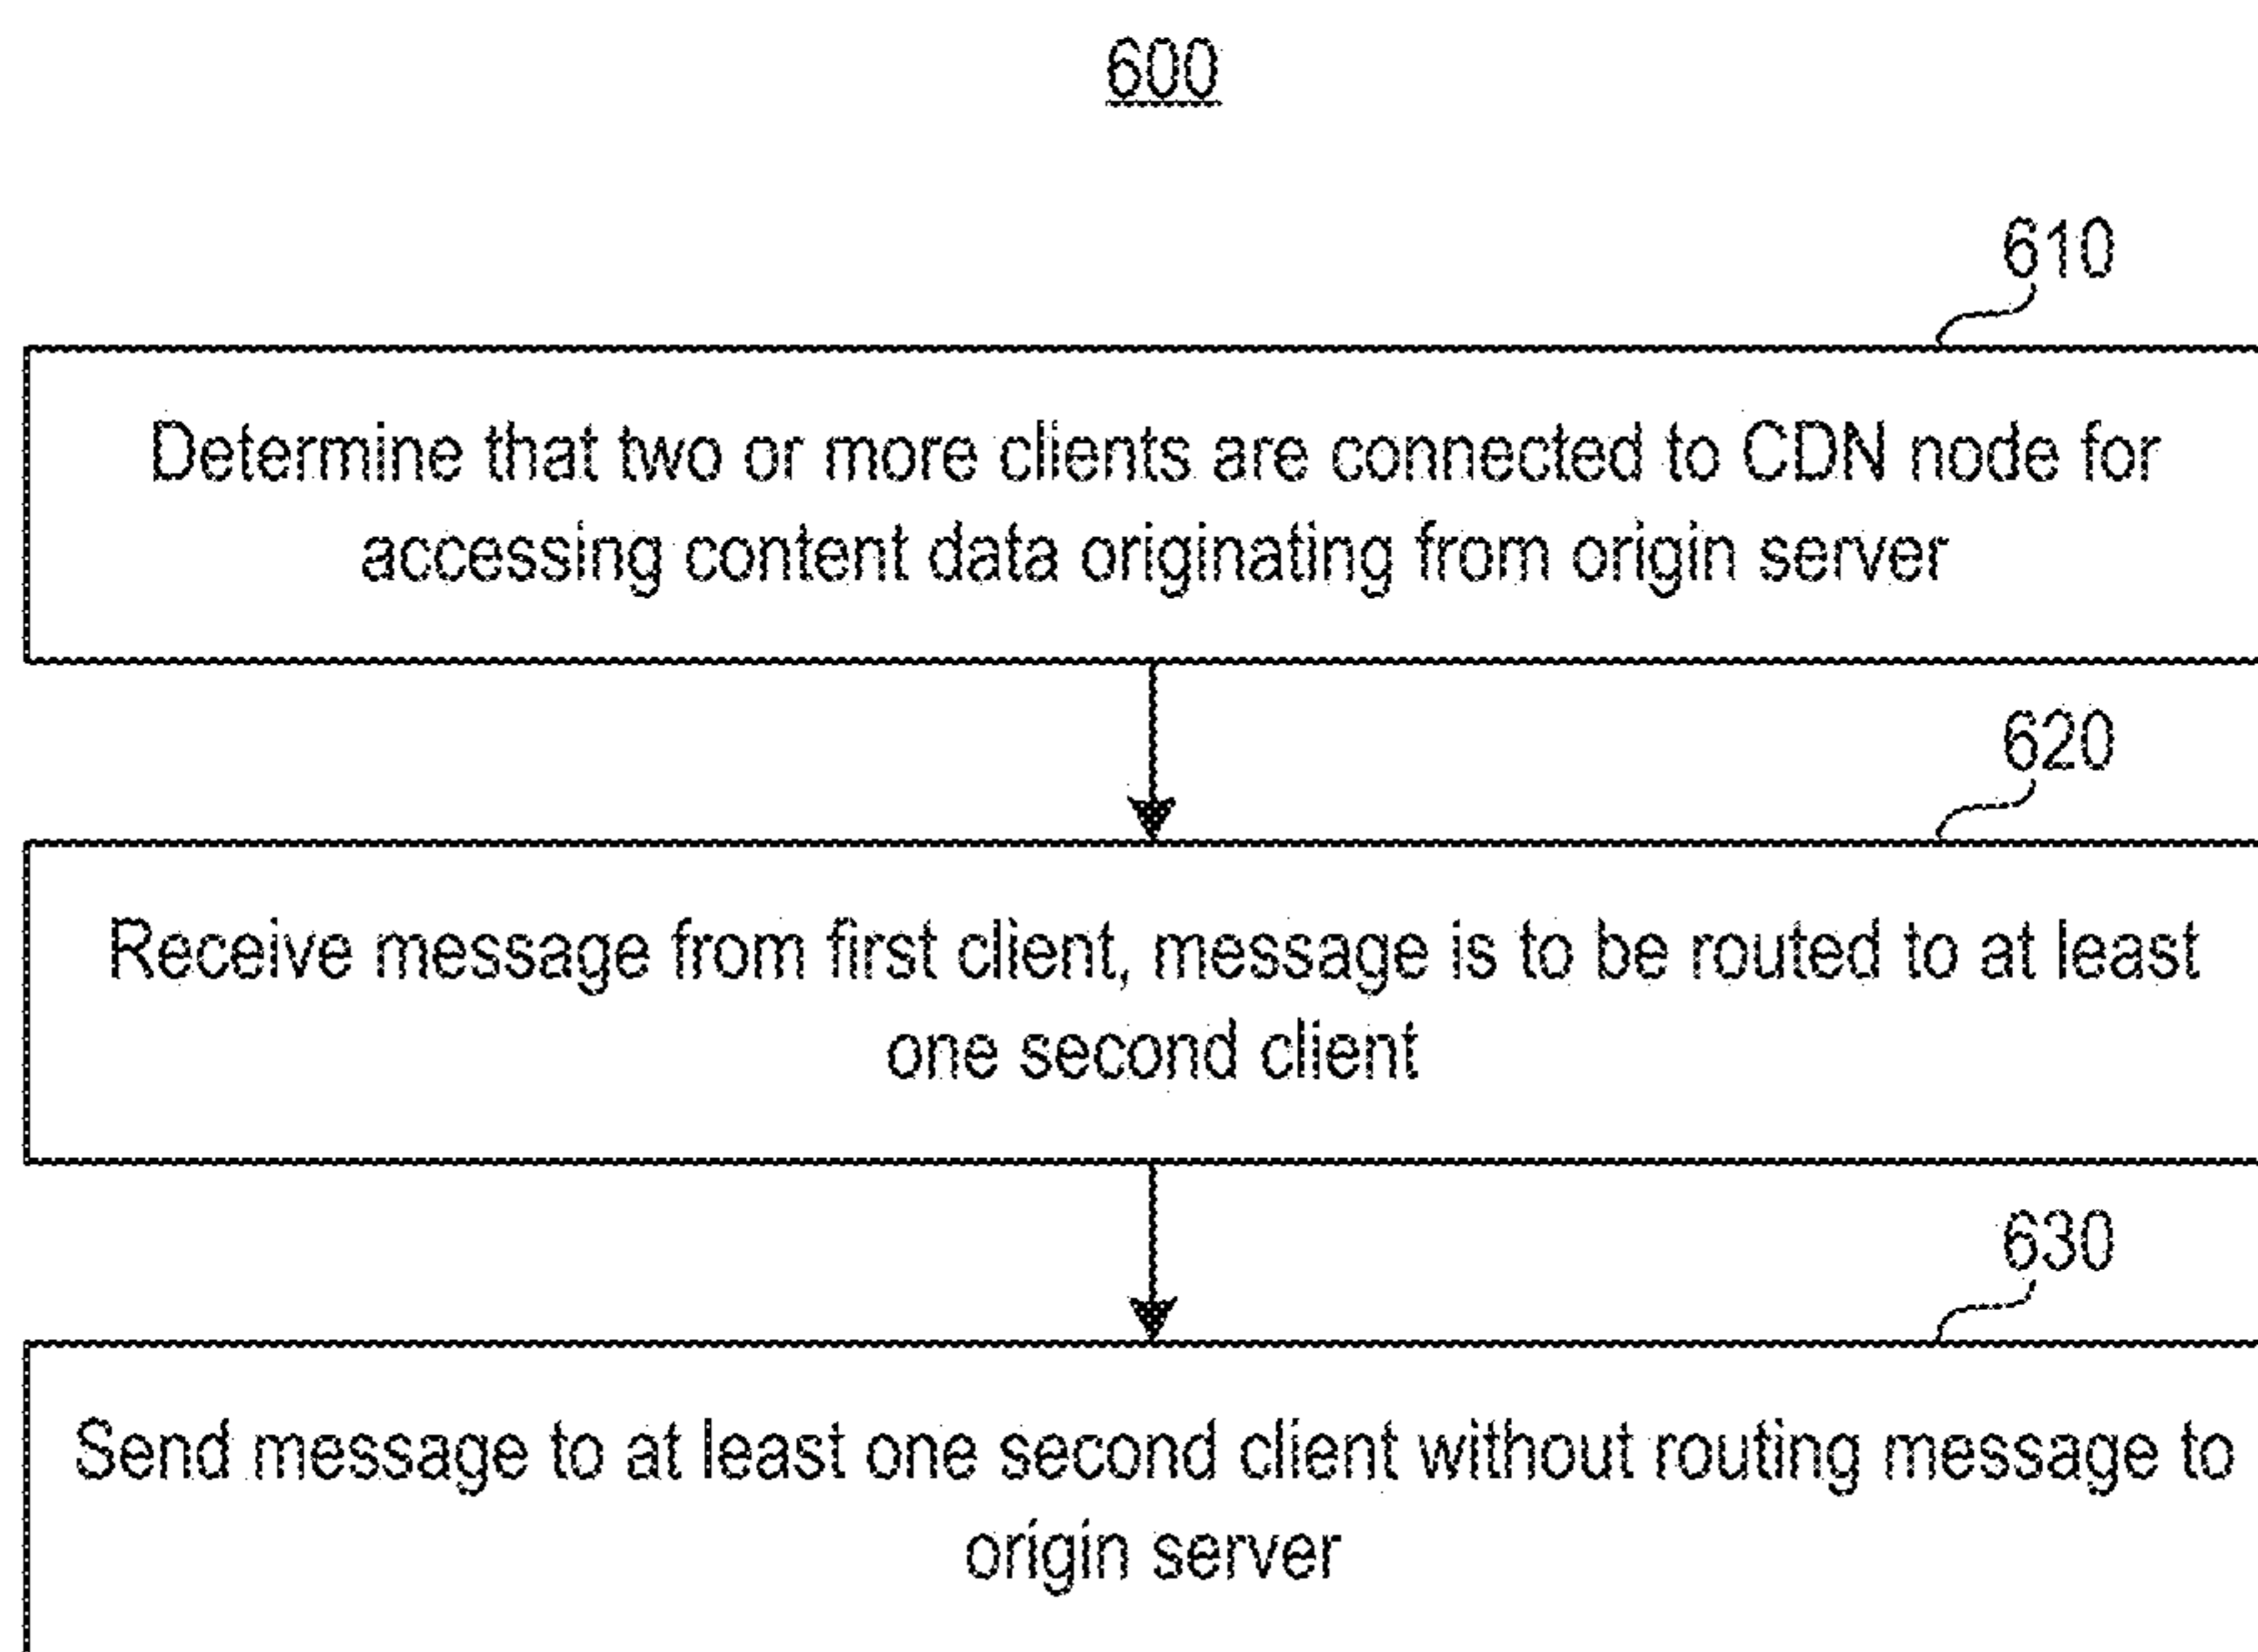 600
610
Determine that two or more clients are connected to CDN node for
accessing content data originating from origin server
620
Receive message from first client, message is to be routed to at least
one second client
630
Send message to at least one second client without routing message to
origin server